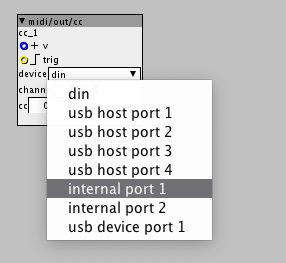 midi/out/cc
cc_1
+ v
trig
device din
chann
cc 0
din
usb host port 1
usb host port 2
usb host port 3
usb host port 4
internal port 1
internal port 2
usb device port 1